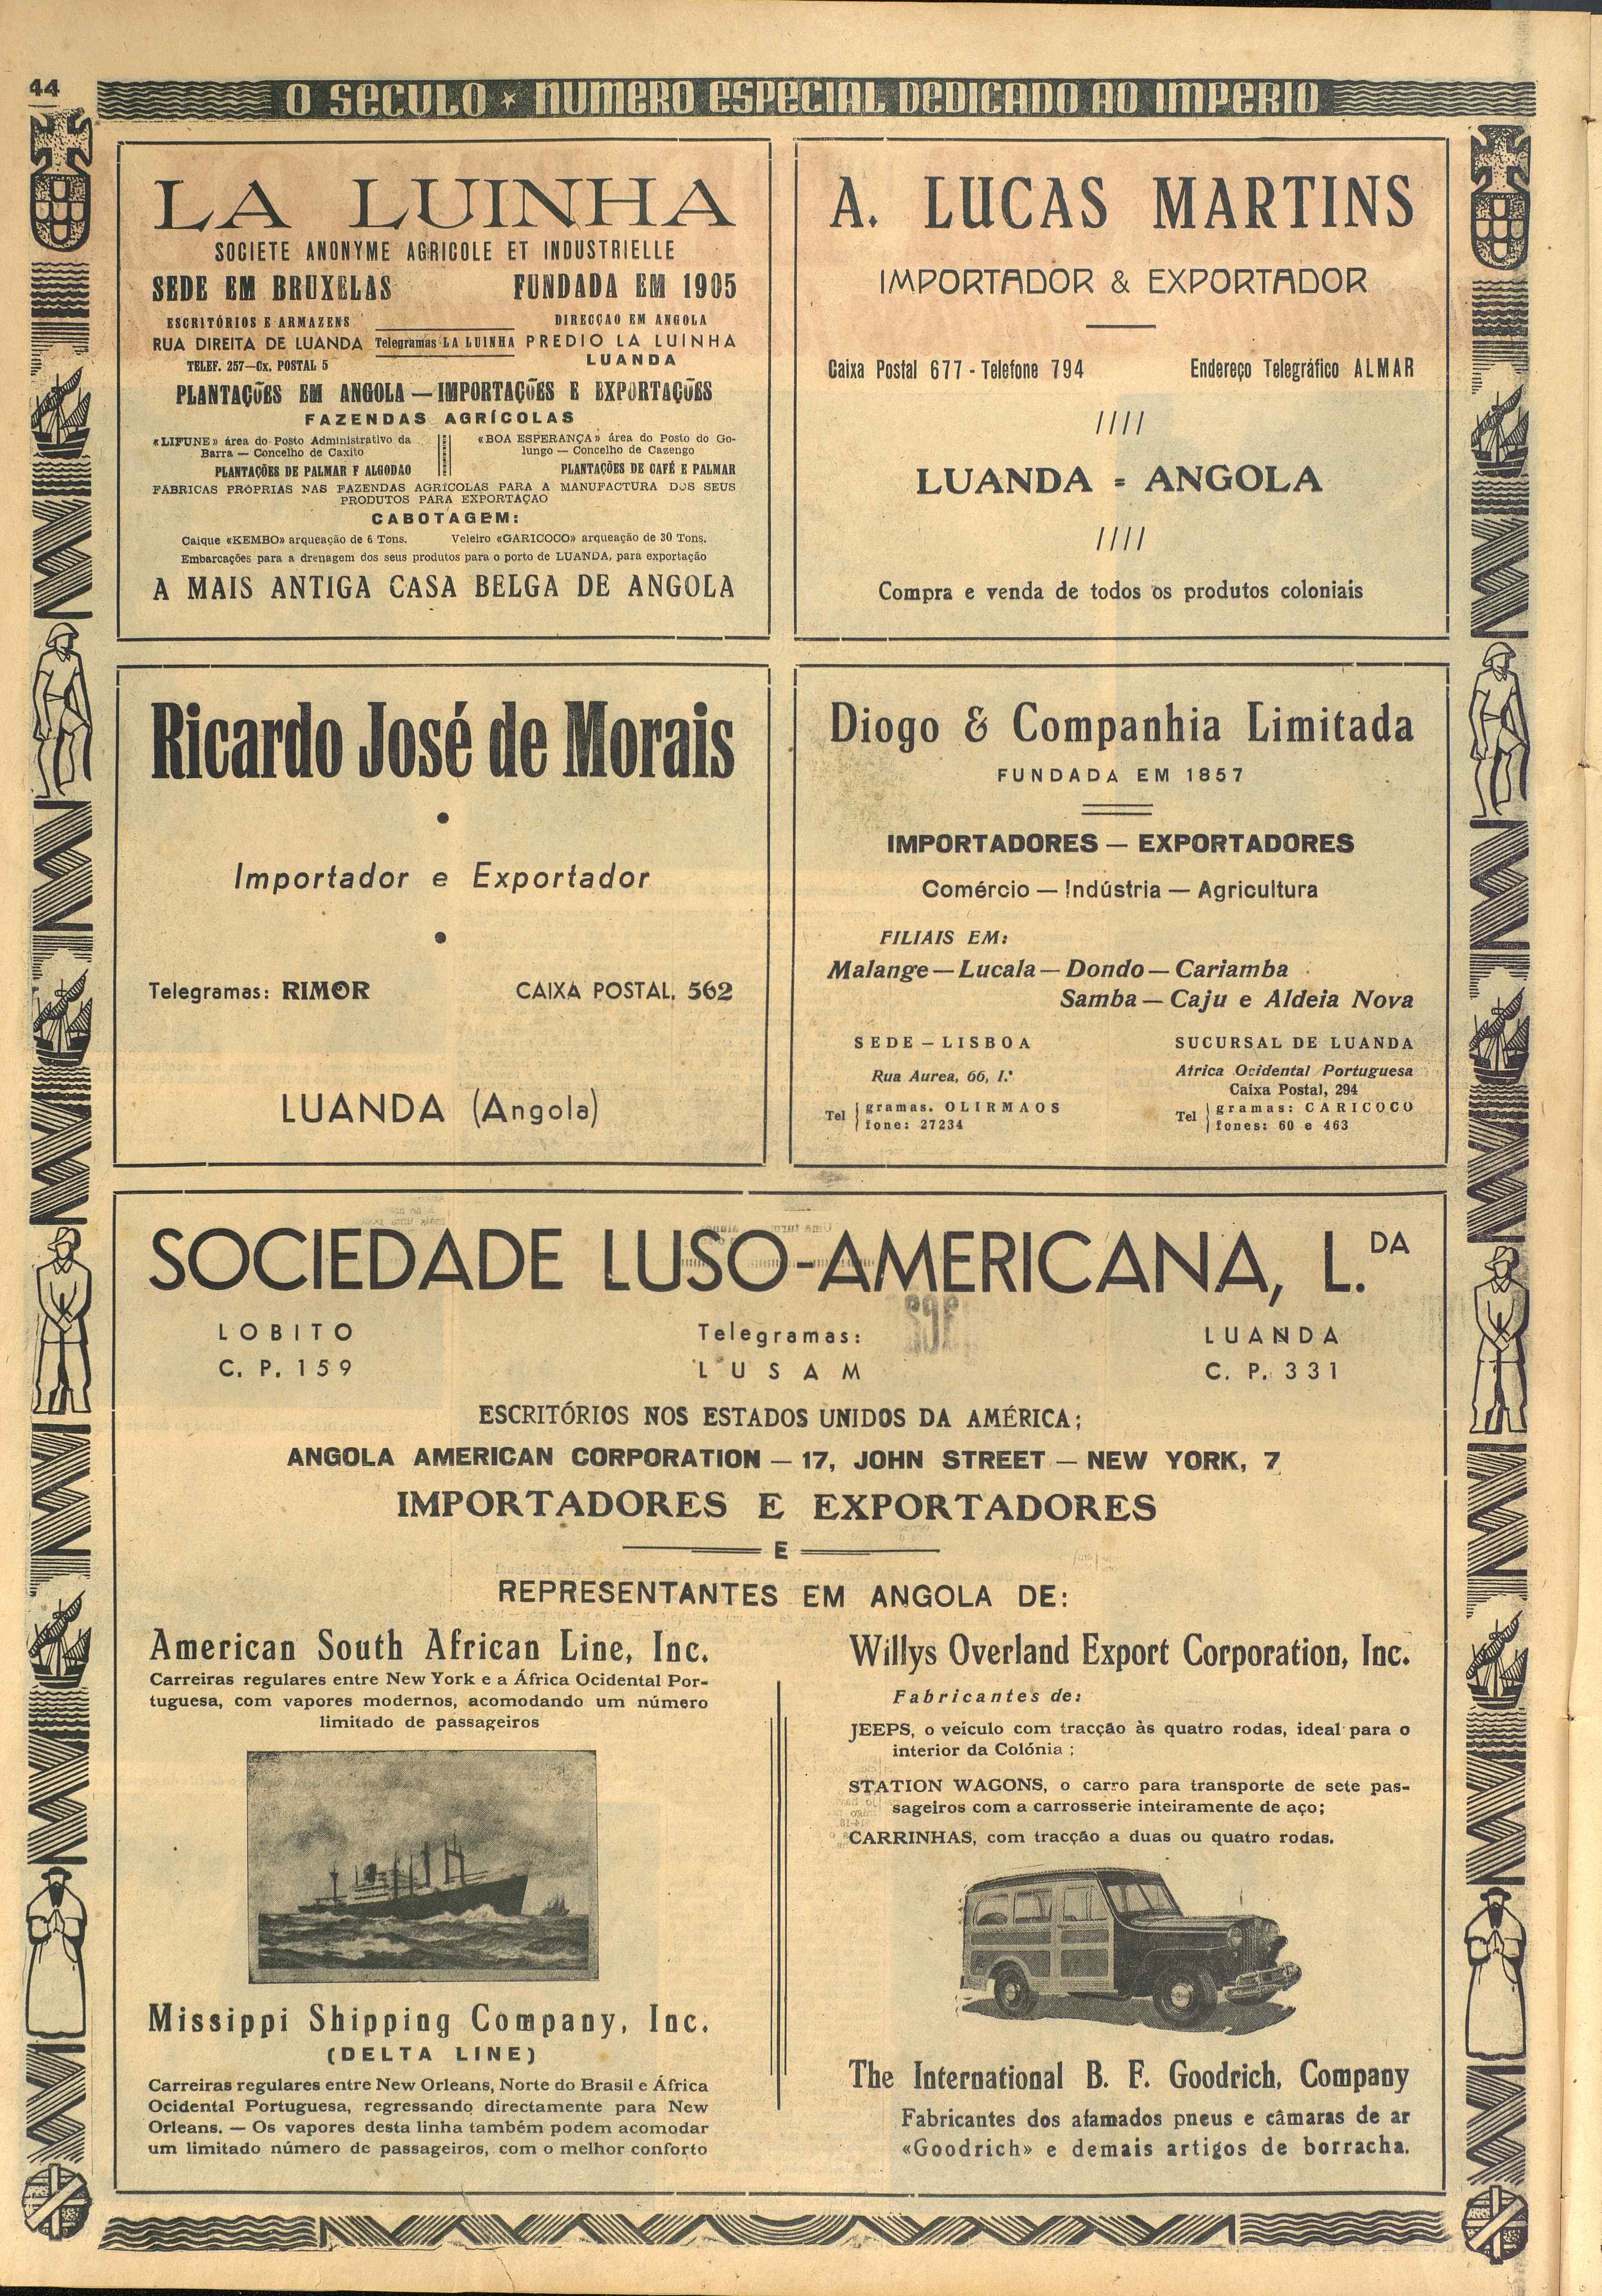 44
O SECULO ★ NUMERO ESPECIAL DEDICADO AO IMPERIO
LA LUINHA
SOCIETE ANONYME AGRICOLE ET INDUSTRIELLE
SEDE EM BRUXELAS FUNDADA EM 1905
ESCRITÓRIOS E ARMAZENS
RUA DIREITA DE LUANDA
TELEF. 257—Cx. POSTAL 5
Telegramas LA LUINHA
DIRECÇAO EM ANGOLA
PREDIO LA LUINHA
LUANDA
PLANTAÇÕES EM ANGOLA — IMPORTAÇÕES E EXPORTAÇÕES
FAZENDAS AGRÍCOLAS
«LIFUNE» área do Posto Administrativo da
Barra — Concelho de Caxito
PLANTAÇÕES DE PALMAR F ALGODAO
«BOA ESPERANÇA» área do Posto do Go-
lungo — Concelho de Cazengo
PLANTAÇÕES DE CAFÉ E PALMAR
FÁBRICAS PRÓPRIAS NAS FAZENDAS AGRÍCOLAS PARA A MANUFACTURA DOS SEUS
PRODUTOS PARA EXPORTAÇÃO
CABOTAGEM:
Caique «KEMBO» arqueação de 6 Tons. Veleiro «GARICOCO» arqueação de 30 Tons.
Embarcações para a drenagem dos seus produtos para o porto de LUANDA, para exportação
A MAIS ANTIGA CASA BELGA DE ANGOLA
A. LUCAS MARTINS
IMPORTADOR & EXPORTADOR
Caixa Postal 677 - Telefone 794 Endereço Telegráfico ALMAR
////
LUANDA = ANGOLA
////
Compra e venda de todos os produtos coloniais
Ricardo José de Morais
•
Importador e Exportador
•
Telegramas: RIMOR CAIXA POSTAL, 562
LUANDA (Angola)
Diogo & Companhia Limitada
FUNDADA EM 1857
IMPORTADORES — EXPORTADORES
Comércio — Indústria — Agricultura
FILIAIS EM:
Malange — Lucala — Dondo — Cariamba
Samba — Caju e Aldeia Nova
SEDE — LISBOA
Rua Aurea, 66, 1.º
Tel { gramas. OLIRMAOS
fone: 27234
SUCURSAL DE LUANDA
Africa Ocidental Portuguesa
Caixa Postal, 294
Tel { gramas: CARICOCO
fones: 60 e 463
SOCIEDADE LUSO-AMERICANA, L.DA
LOBITO Telegramas: LUANDA
C. P. 159 LUSAM C. P. 331
ESCRITÓRIOS NOS ESTADOS UNIDOS DA AMÉRICA;
ANGOLA AMERICAN CORPORATION — 17, JOHN STREET — NEW YORK, 7
IMPORTADORES E EXPORTADORES
E
REPRESENTANTES EM ANGOLA DE:
American South African Line, Inc.
Carreiras regulares entre New York e a África Ocidental Por-
tuguesa, com vapores modernos, acomodando um número
limitado de passageiros
Missippi Shipping Company, Inc.
(DELTA LINE)
Carreiras regulares entre New Orleans, Norte do Brasil e África
Ocidental Portuguesa, regressando directamente para New
Orleans. — Os vapores desta linha também podem acomodar
um limitado número de passageiros, com o melhor conforto
Willys Overland Export Corporation, Inc.
Fabricantes de:
JEEPS, o veículo com tracção às quatro rodas, ideal para o
interior da Colónia ;
STATION WAGONS, o carro para transporte de sete pas-
sageiros com a carrosserie inteiramente de aço;
CARRINHAS, com tracção a duas ou quatro rodas.
The International B. F. Goodrich, Company
Fabricantes dos afamados pneus e câmaras de ar
«Goodrich» e demais artigos de borracha.